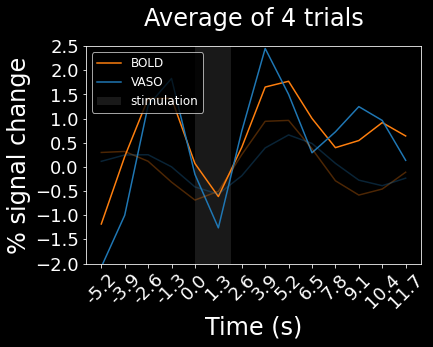 Average of 4 trials
% signal change
2.5
2.0
1.5
1.0
0.5
0.0
-0.5
-1.0
-1.5
-2.0
BOLD
VASO
stimulation
-5.2 -3.9 -2.6 -1.3 0.0 1.3 2.6 3.9 5.2 6.5 7.8 9.1 10.4 11.7
Time (s)